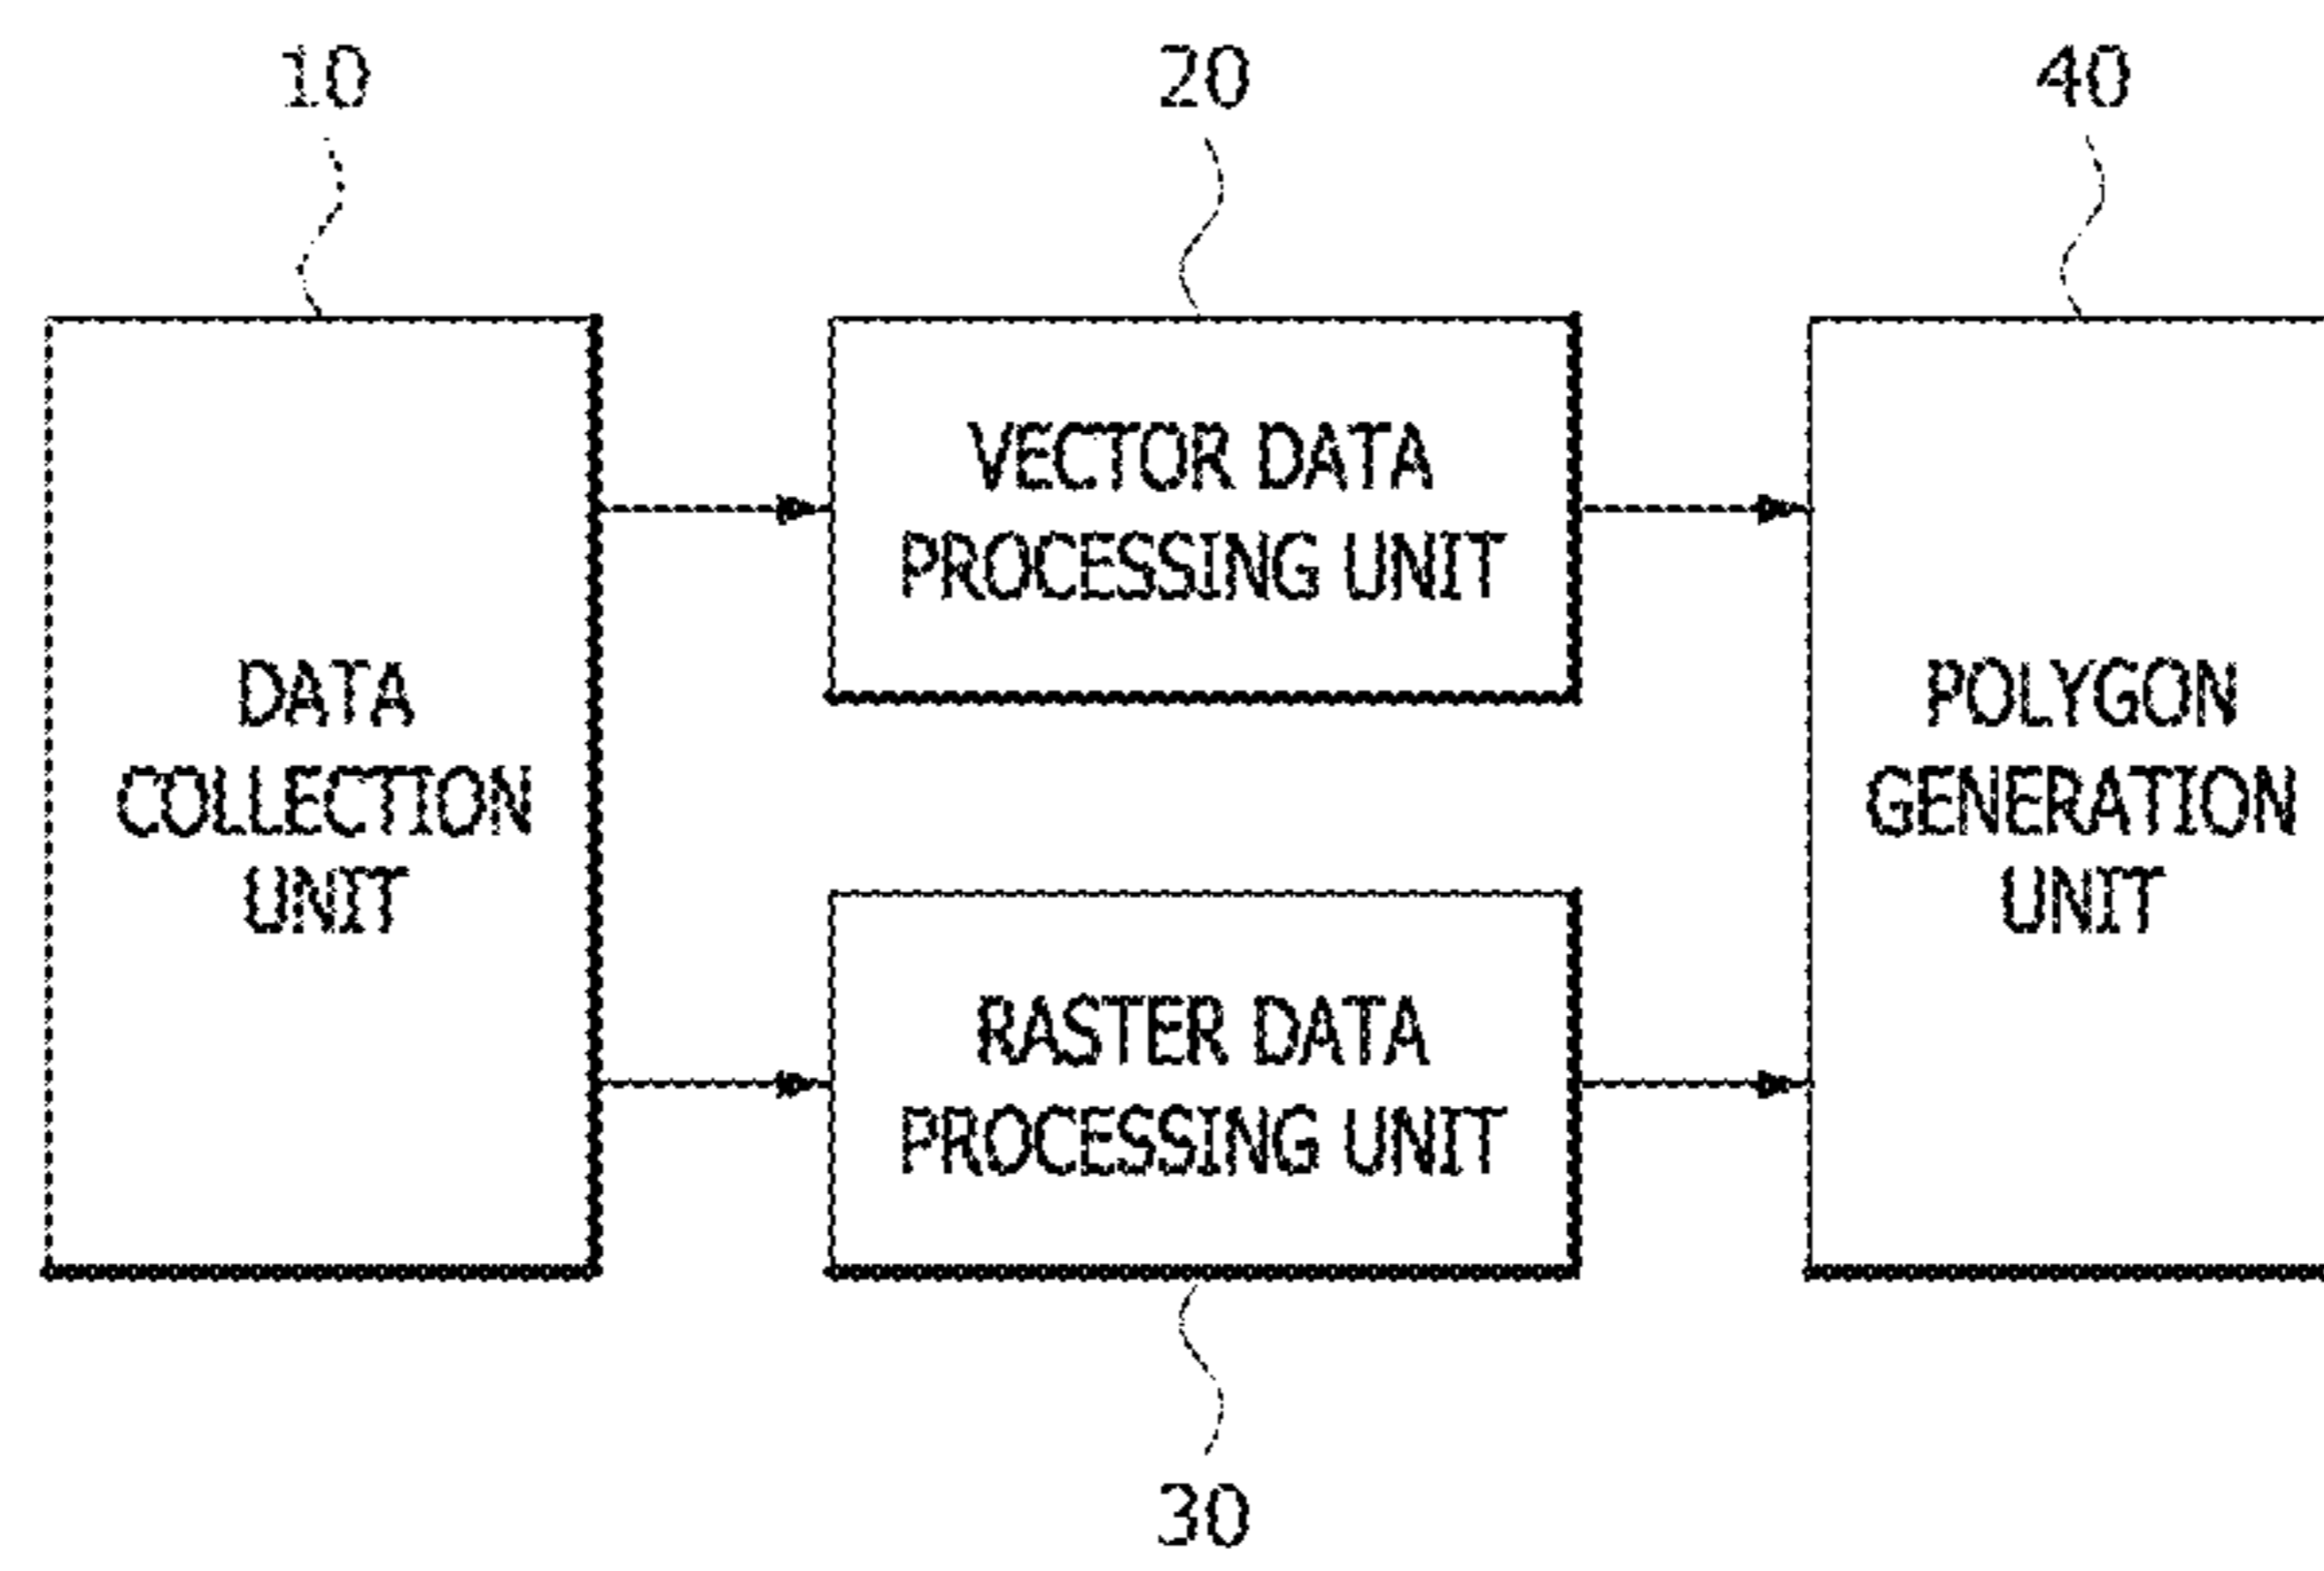 10
20
40
DATA
COLLECTION
UNIT
VECTOR DATA
PROCESSING UNIT
RASTER DATA
PROCESSING UNIT
POLYGON
GENERATION
UNIT
30